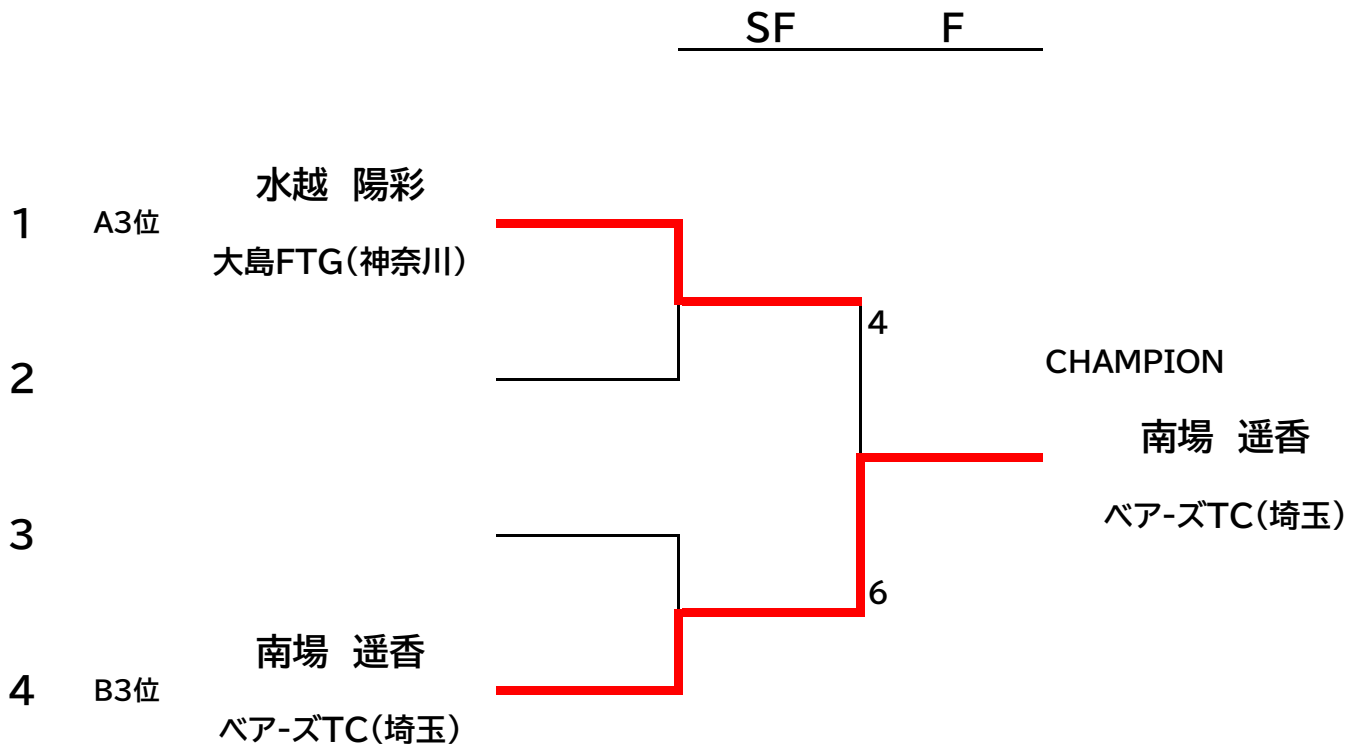 SF F
水越 陽彩
1 A3位
大島FTG(神奈川)
4
CHAMPION
2
南場 遥香
ベア-ズTC(埼玉)
3
6
南場 遥香
4 B3位
ベア-ズTC(埼玉)